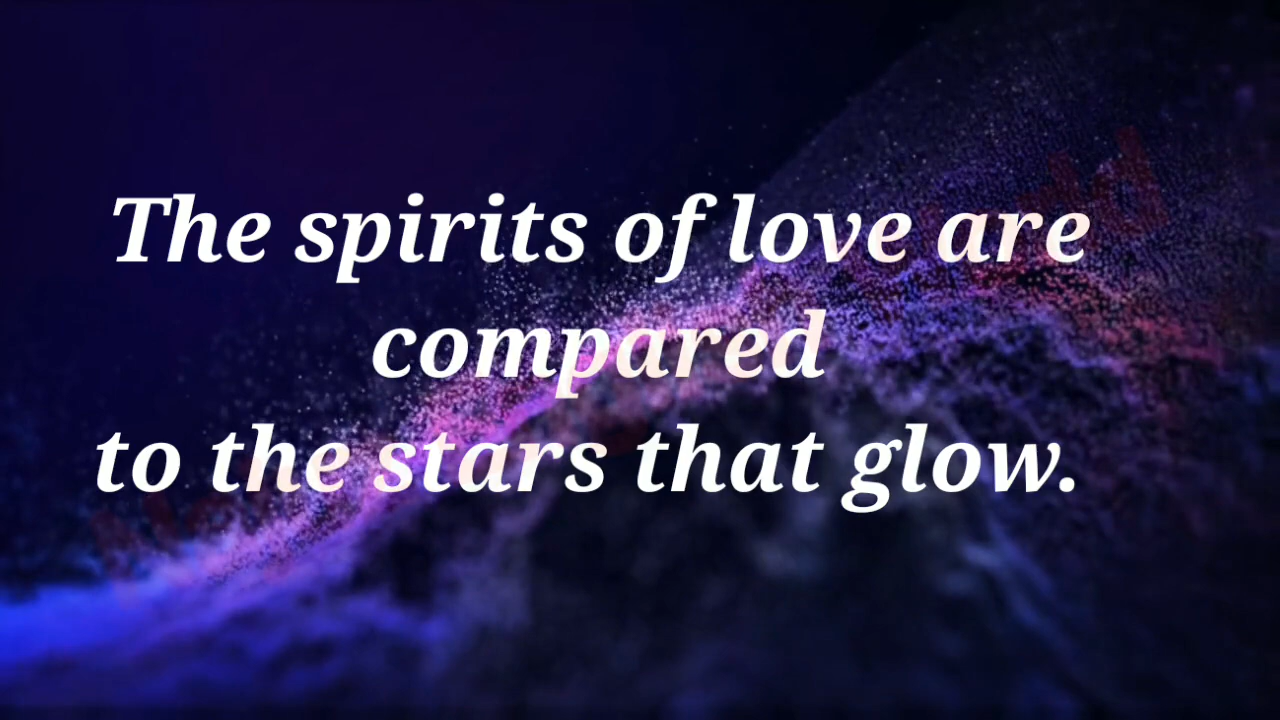 The spirits of love are
compared
to the stars that glow.